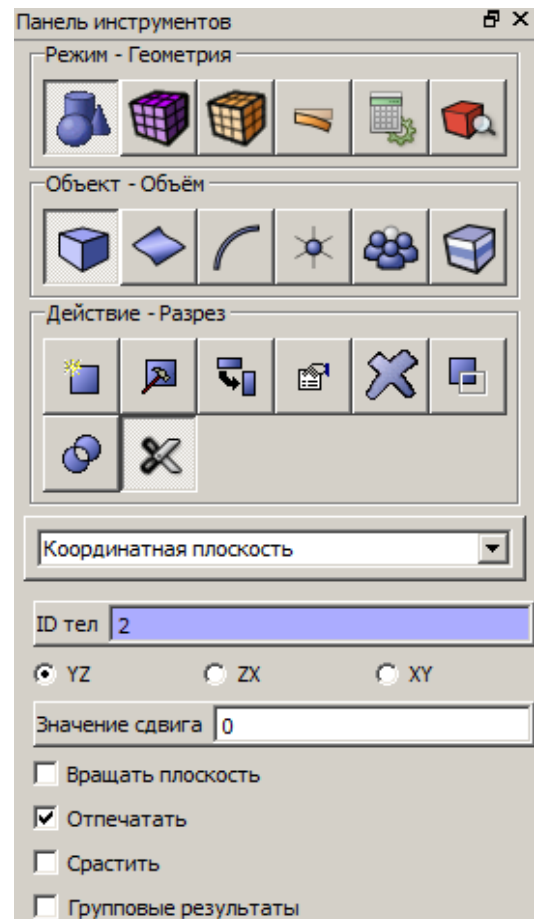 Панель инструментов
Режим - Геометрия
Объект - Объём
Действие - Разрез
Координатная плоскость
ID тел 2
YZ ZX XY
Значение сдвига 0
Вращать плоскость
Отпечатать
Срастить
Групповые результаты